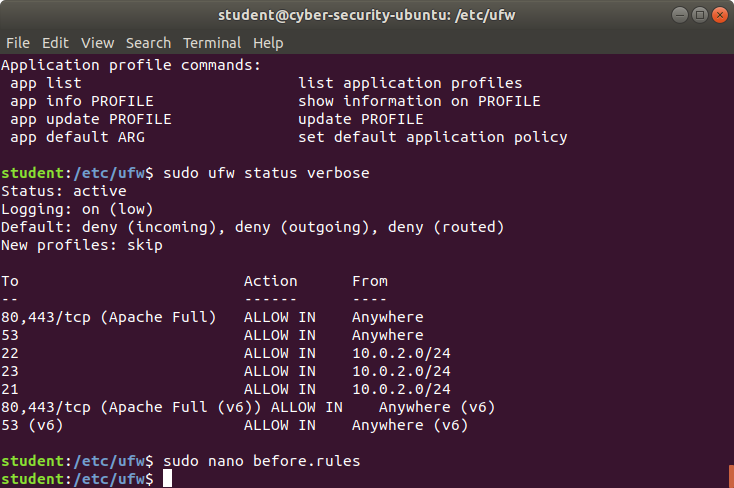 student@cyber-security-ubuntu: /etc/ufw
File Edit View Search Terminal Help
Application profile commands:
 app list                        list application profiles
 app info PROFILE                show information on PROFILE
 app update PROFILE              update PROFILE
 app default ARG                 set default application policy
student:/etc/ufw$ sudo ufw status verbose
Status: active
Logging: on (low)
Default: deny (incoming), deny (outgoing), deny (routed)
New profiles: skip
To                         Action      From
--                         ------      ----
80,443/tcp (Apache Full)   ALLOW IN    Anywhere
53                         ALLOW IN    Anywhere
22                         ALLOW IN    10.0.2.0/24
23                         ALLOW IN    10.0.2.0/24
21                         ALLOW IN    10.0.2.0/24
80,443/tcp (Apache Full (v6)) ALLOW IN    Anywhere (v6)
53 (v6)                    ALLOW IN    Anywhere (v6)
student:/etc/ufw$ sudo nano before.rules
student:/etc/ufw$